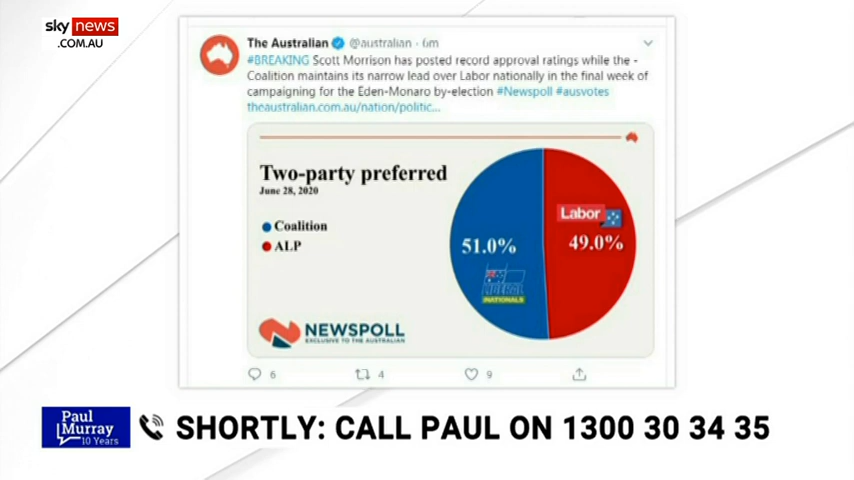 sky news
.COM.AU
The Australian @australian · 6m
#BREAKING Scott Morrison has posted record approval ratings while the -
Coalition maintains its narrow lead over Labor nationally in the final week of
campaigning for the Eden-Monaro by-election #Newspoll #ausvotes
theaustralian.com.au/nation/politic...
Two-party preferred
June 28, 2020
Coalition
ALP
51.0%
NATIONALS
Labor
49.0%
NEWSPOLL
EXCLUSIVE TO THE AUSTRALIAN
6 4 9
Paul
Murray
10 Years
SHORTLY: CALL PAUL ON 1300 30 34 35